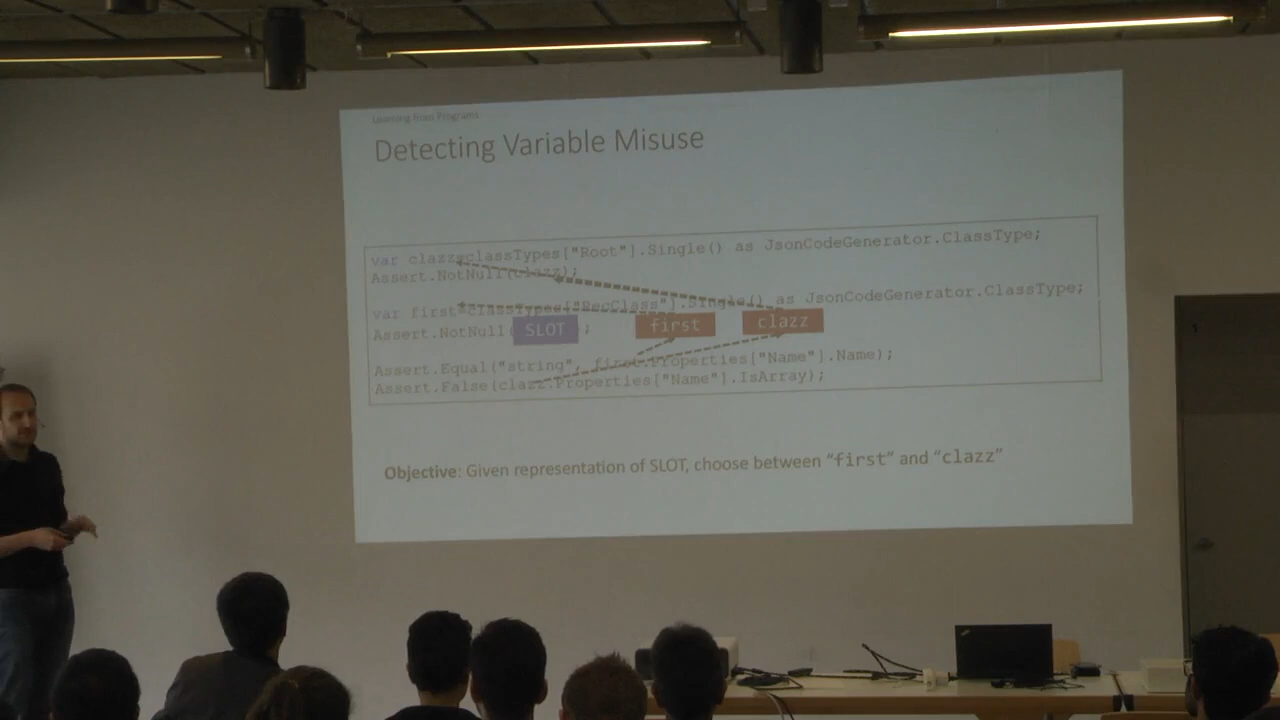 Learning from Programs
Detecting Variable Misuse
var clazz=classTypes["Root"].Single() as JsonCodeGenerator.ClassType;
Assert.NotNull(clazz);
var first=classTypes["RecClass"].Single() as JsonCodeGenerator.ClassType;
Assert.NotNull( SLOT ); first clazz
Assert.Equal("string", first.Properties["Name"].Name);
Assert.False(clazz.Properties["Name"].IsArray);
Objective: Given representation of SLOT, choose between “first” and “clazz”